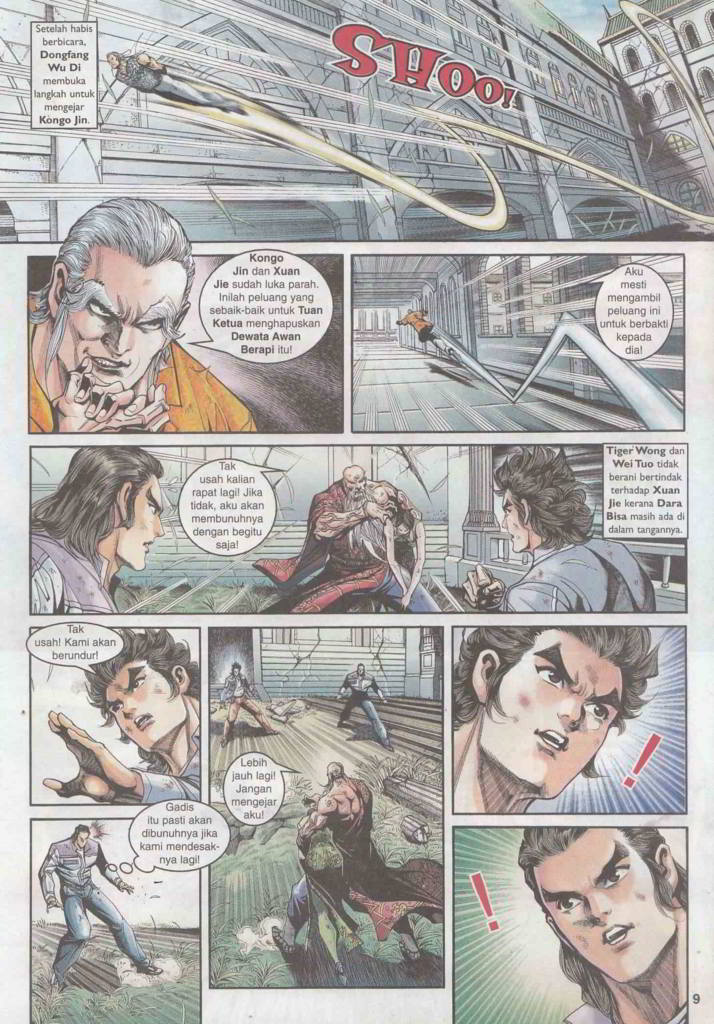 Setelah habis
berbicara,
Dongfang
Wu Di
membuka
langkah untuk
mengejar
Kongo Jin.
SHOO!
Kongo
Jin dan Xuan
Jie sudah luka parah.
Inilah peluang yang
sebaik-baik untuk Tuan
Ketua menghapuskan
Dewata Awan
Berapi itu!
Aku
mesti
mengambil
peluang ini
untuk berbakti
kepada
dia!
Tak
usah kalian
rapat lagi! Jika
tidak, aku akan
membunuhnya
dengan begitu
saja!
Tiger Wong dan
Wei Tuo tidak
berani bertindak
terhadap Xuan
Jie kerana Dara
Bisa masih ada di
dalam tangannya.
Tak
usah! Kami akan
berundur!
Lebih
jauh lagi!
Jangan
mengejar
aku!
!
Gadis
itu pasti akan
dibunuhnya jika
kami mendesak-
nya lagi!
!
9